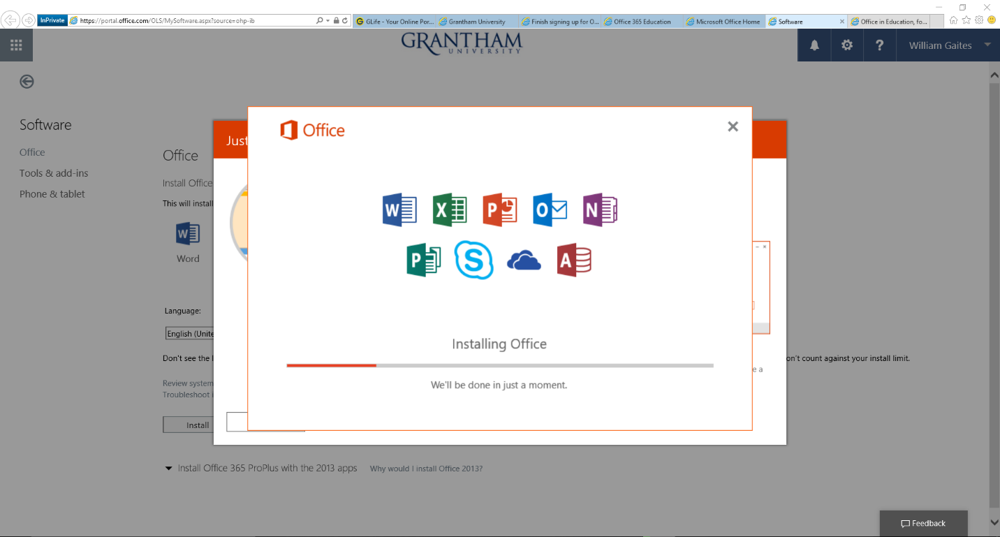 InPrivate
https://portal.office.com/OLS/MySoftware.aspx?source=ohp-ib
GLife - Your Online Por...
Grantham University
Finish signing up for O...
Office 365 Education
Microsoft Office Home
Software
Office in Education, fo...
GRANTHAM
UNIVERSITY
William Gaites
Software
Office
Tools & add-ins
Phone & tablet
Office
Install Office
This will install
Word
Language:
English (Unite
Don't see the
Review system
Troubleshoot
Install
Just
Office
Installing Office
We'll be done in just a moment.
e a
on't count against your install limit.
Install Office 365 ProPlus with the 2013 apps
Why would I install Office 2013?
Feedback